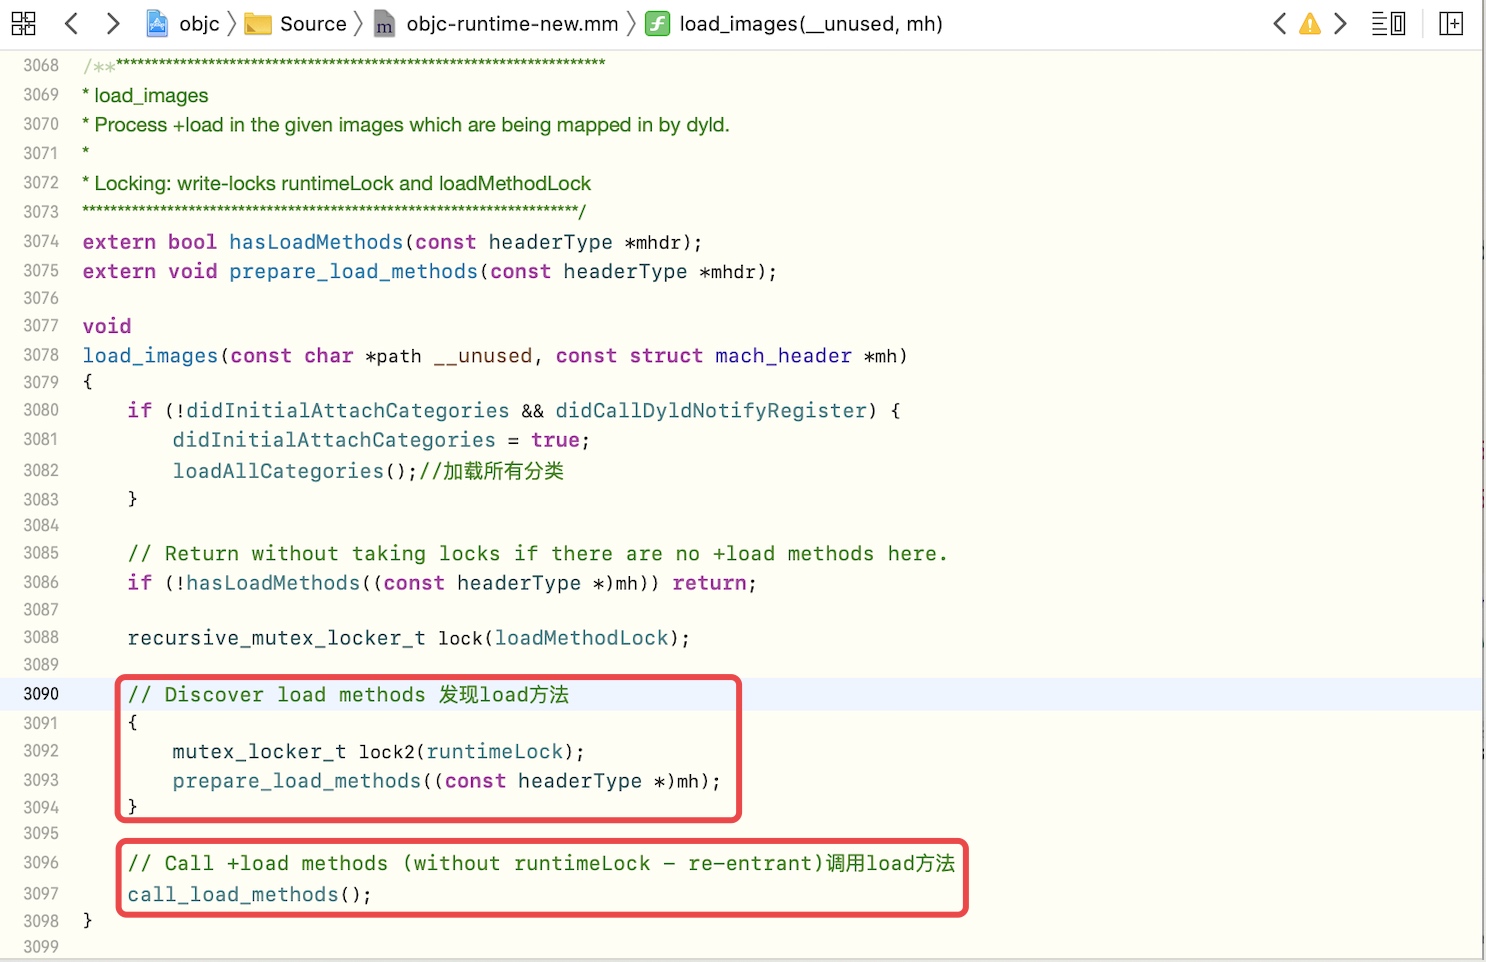 objc Source objc-runtime-new.mm load_images(__unused, mh)
3068 /**********************************************************************
3069 * load_images
3070 * Process +load in the given images which are being mapped in by dyld.
3071 *
3072 * Locking: write-locks runtimeLock and loadMethodLock
3073 **********************************************************************/
3074 extern bool hasLoadMethods(const headerType *mhdr);
3075 extern void prepare_load_methods(const headerType *mhdr);
3076
3077 void
3078 load_images(const char *path __unused, const struct mach_header *mh)
3079 {
3080     if (!didInitialAttachCategories && didCallDyldNotifyRegister) {
3081         didInitialAttachCategories = true;
3082         loadAllCategories();//加载所有分类
3083     }
3084
3085     // Return without taking locks if there are no +load methods here.
3086     if (!hasLoadMethods((const headerType *)mh)) return;
3087
3088     recursive_mutex_locker_t lock(loadMethodLock);
3089
3090     // Discover load methods 发现load方法
3091     {
3092         mutex_locker_t lock2(runtimeLock);
3093         prepare_load_methods((const headerType *)mh);
3094     }
3095
3096     // Call +load methods (without runtimeLock - re-entrant)调用load方法
3097     call_load_methods();
3098 }
3099